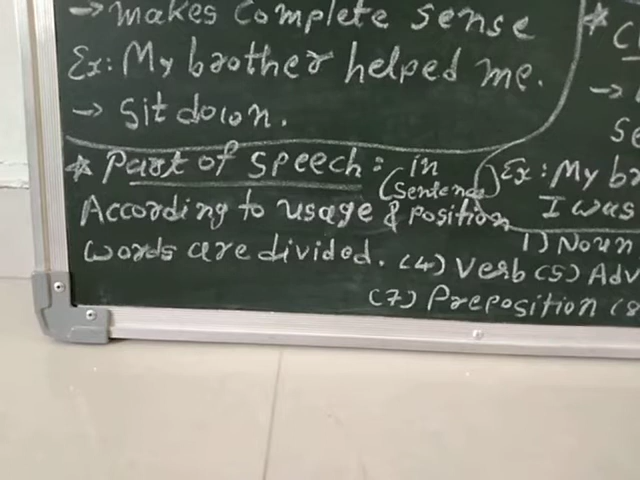 →makes complete sense
Ex: My brother helped me.
→ Sit down.
* Part of speech: in (sentence)
According to usage & position
words are divided.
*
→
Ex: My
I was
1) Noun
(4) Verb (5) Adv
(7) Preposition (8